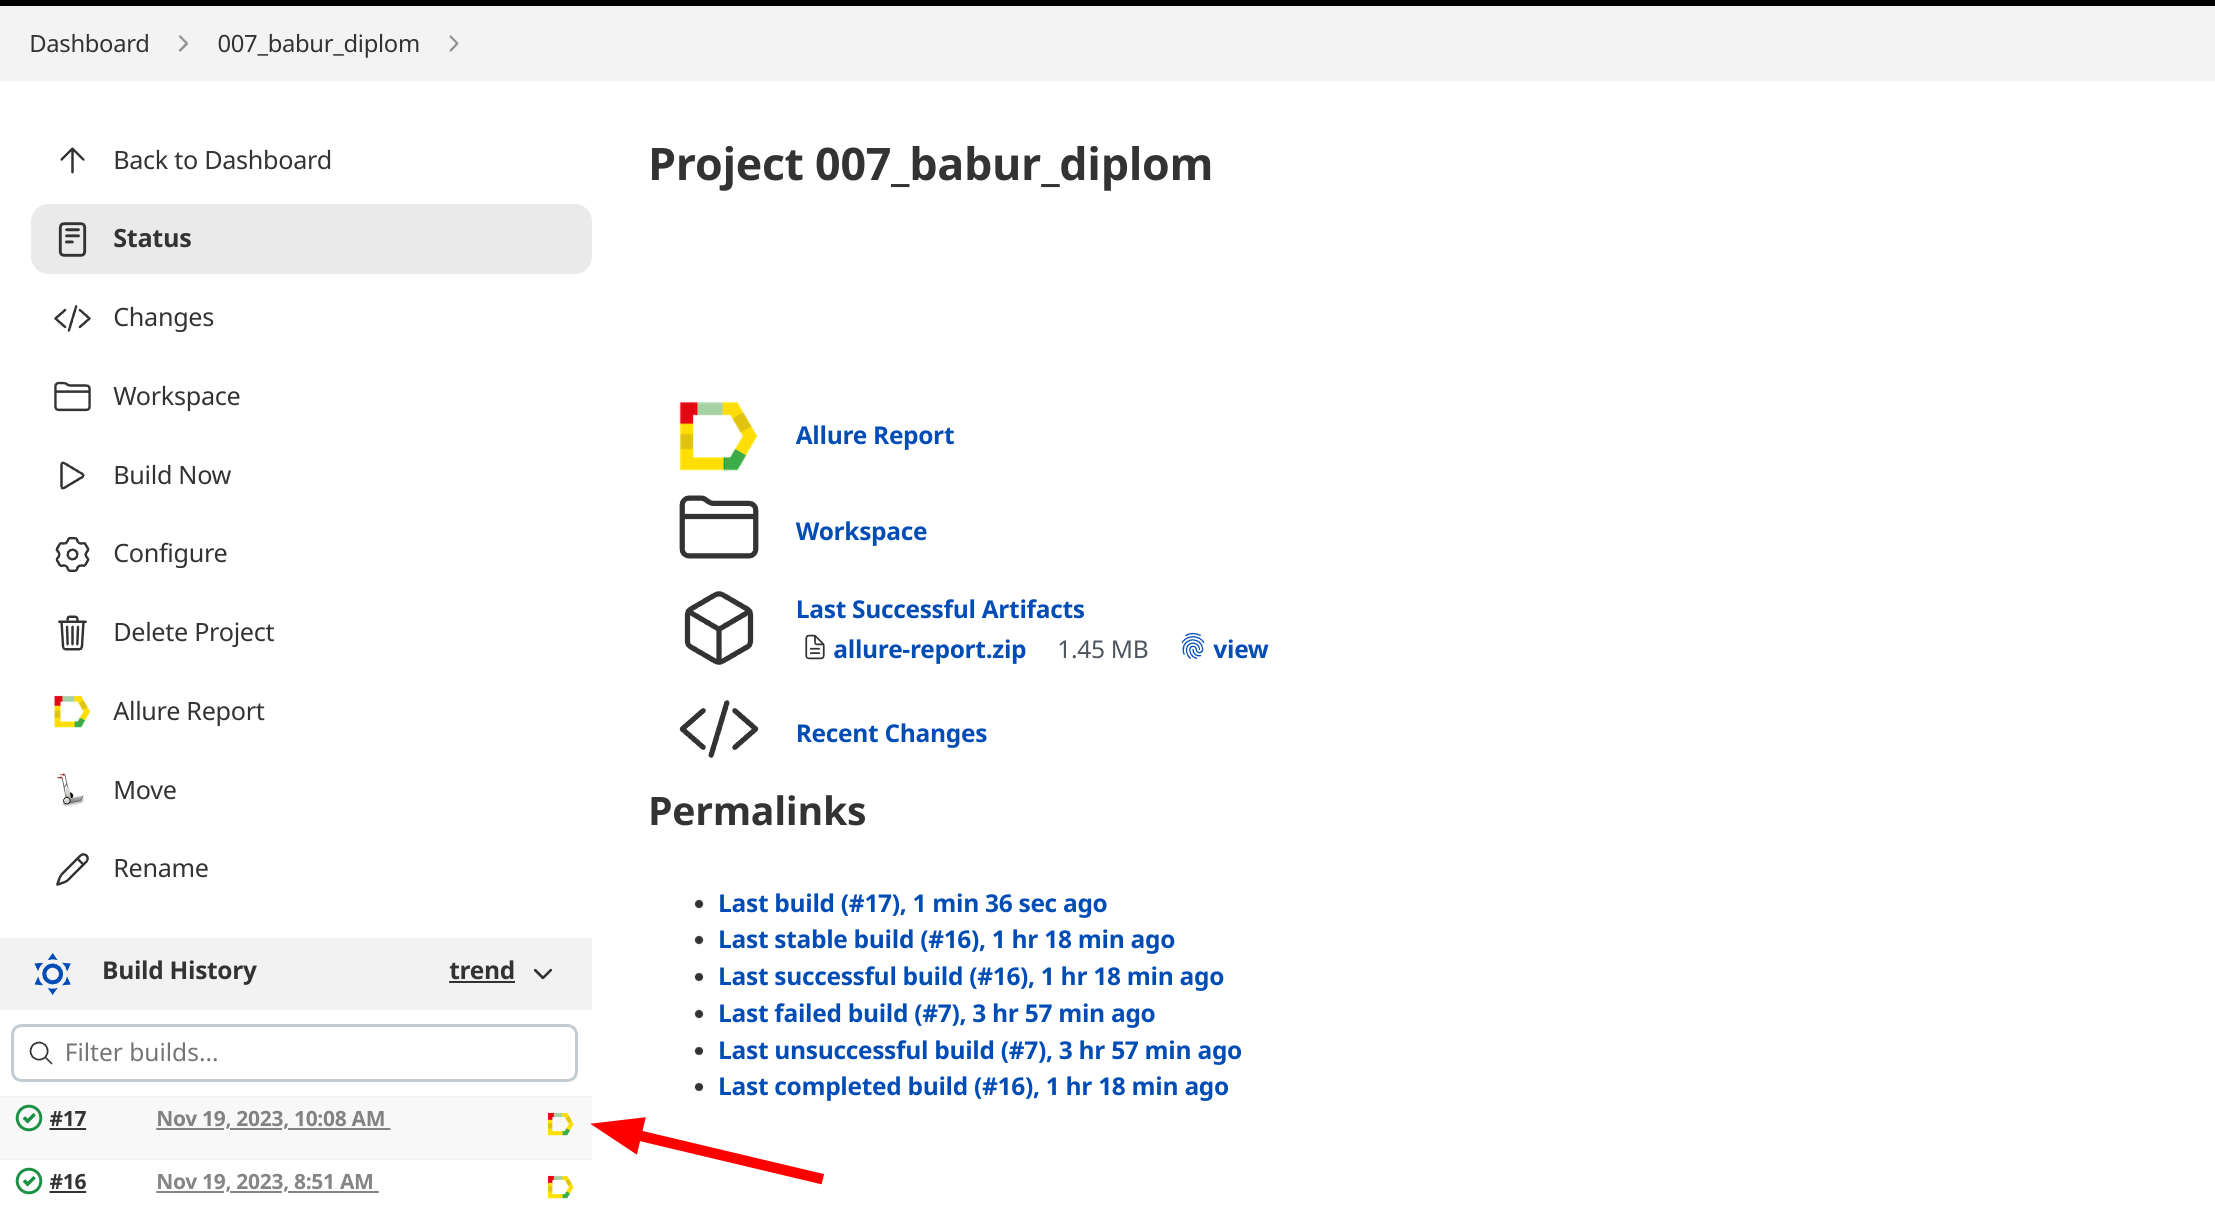 Dashboard > 007_babur_diplom >
Back to Dashboard
Status
Changes
Workspace
Build Now
Configure
Delete Project
Allure Report
Move
Rename
Build History trend
Filter builds...
#17 Nov 19, 2023, 10:08 AM
#16 Nov 19, 2023, 8:51 AM
Project 007_babur_diplom
Allure Report
Workspace
Last Successful Artifacts
allure-report.zip 1.45 MB view
Recent Changes
Permalinks
• Last build (#17), 1 min 36 sec ago
• Last stable build (#16), 1 hr 18 min ago
• Last successful build (#16), 1 hr 18 min ago
• Last failed build (#7), 3 hr 57 min ago
• Last unsuccessful build (#7), 3 hr 57 min ago
• Last completed build (#16), 1 hr 18 min ago